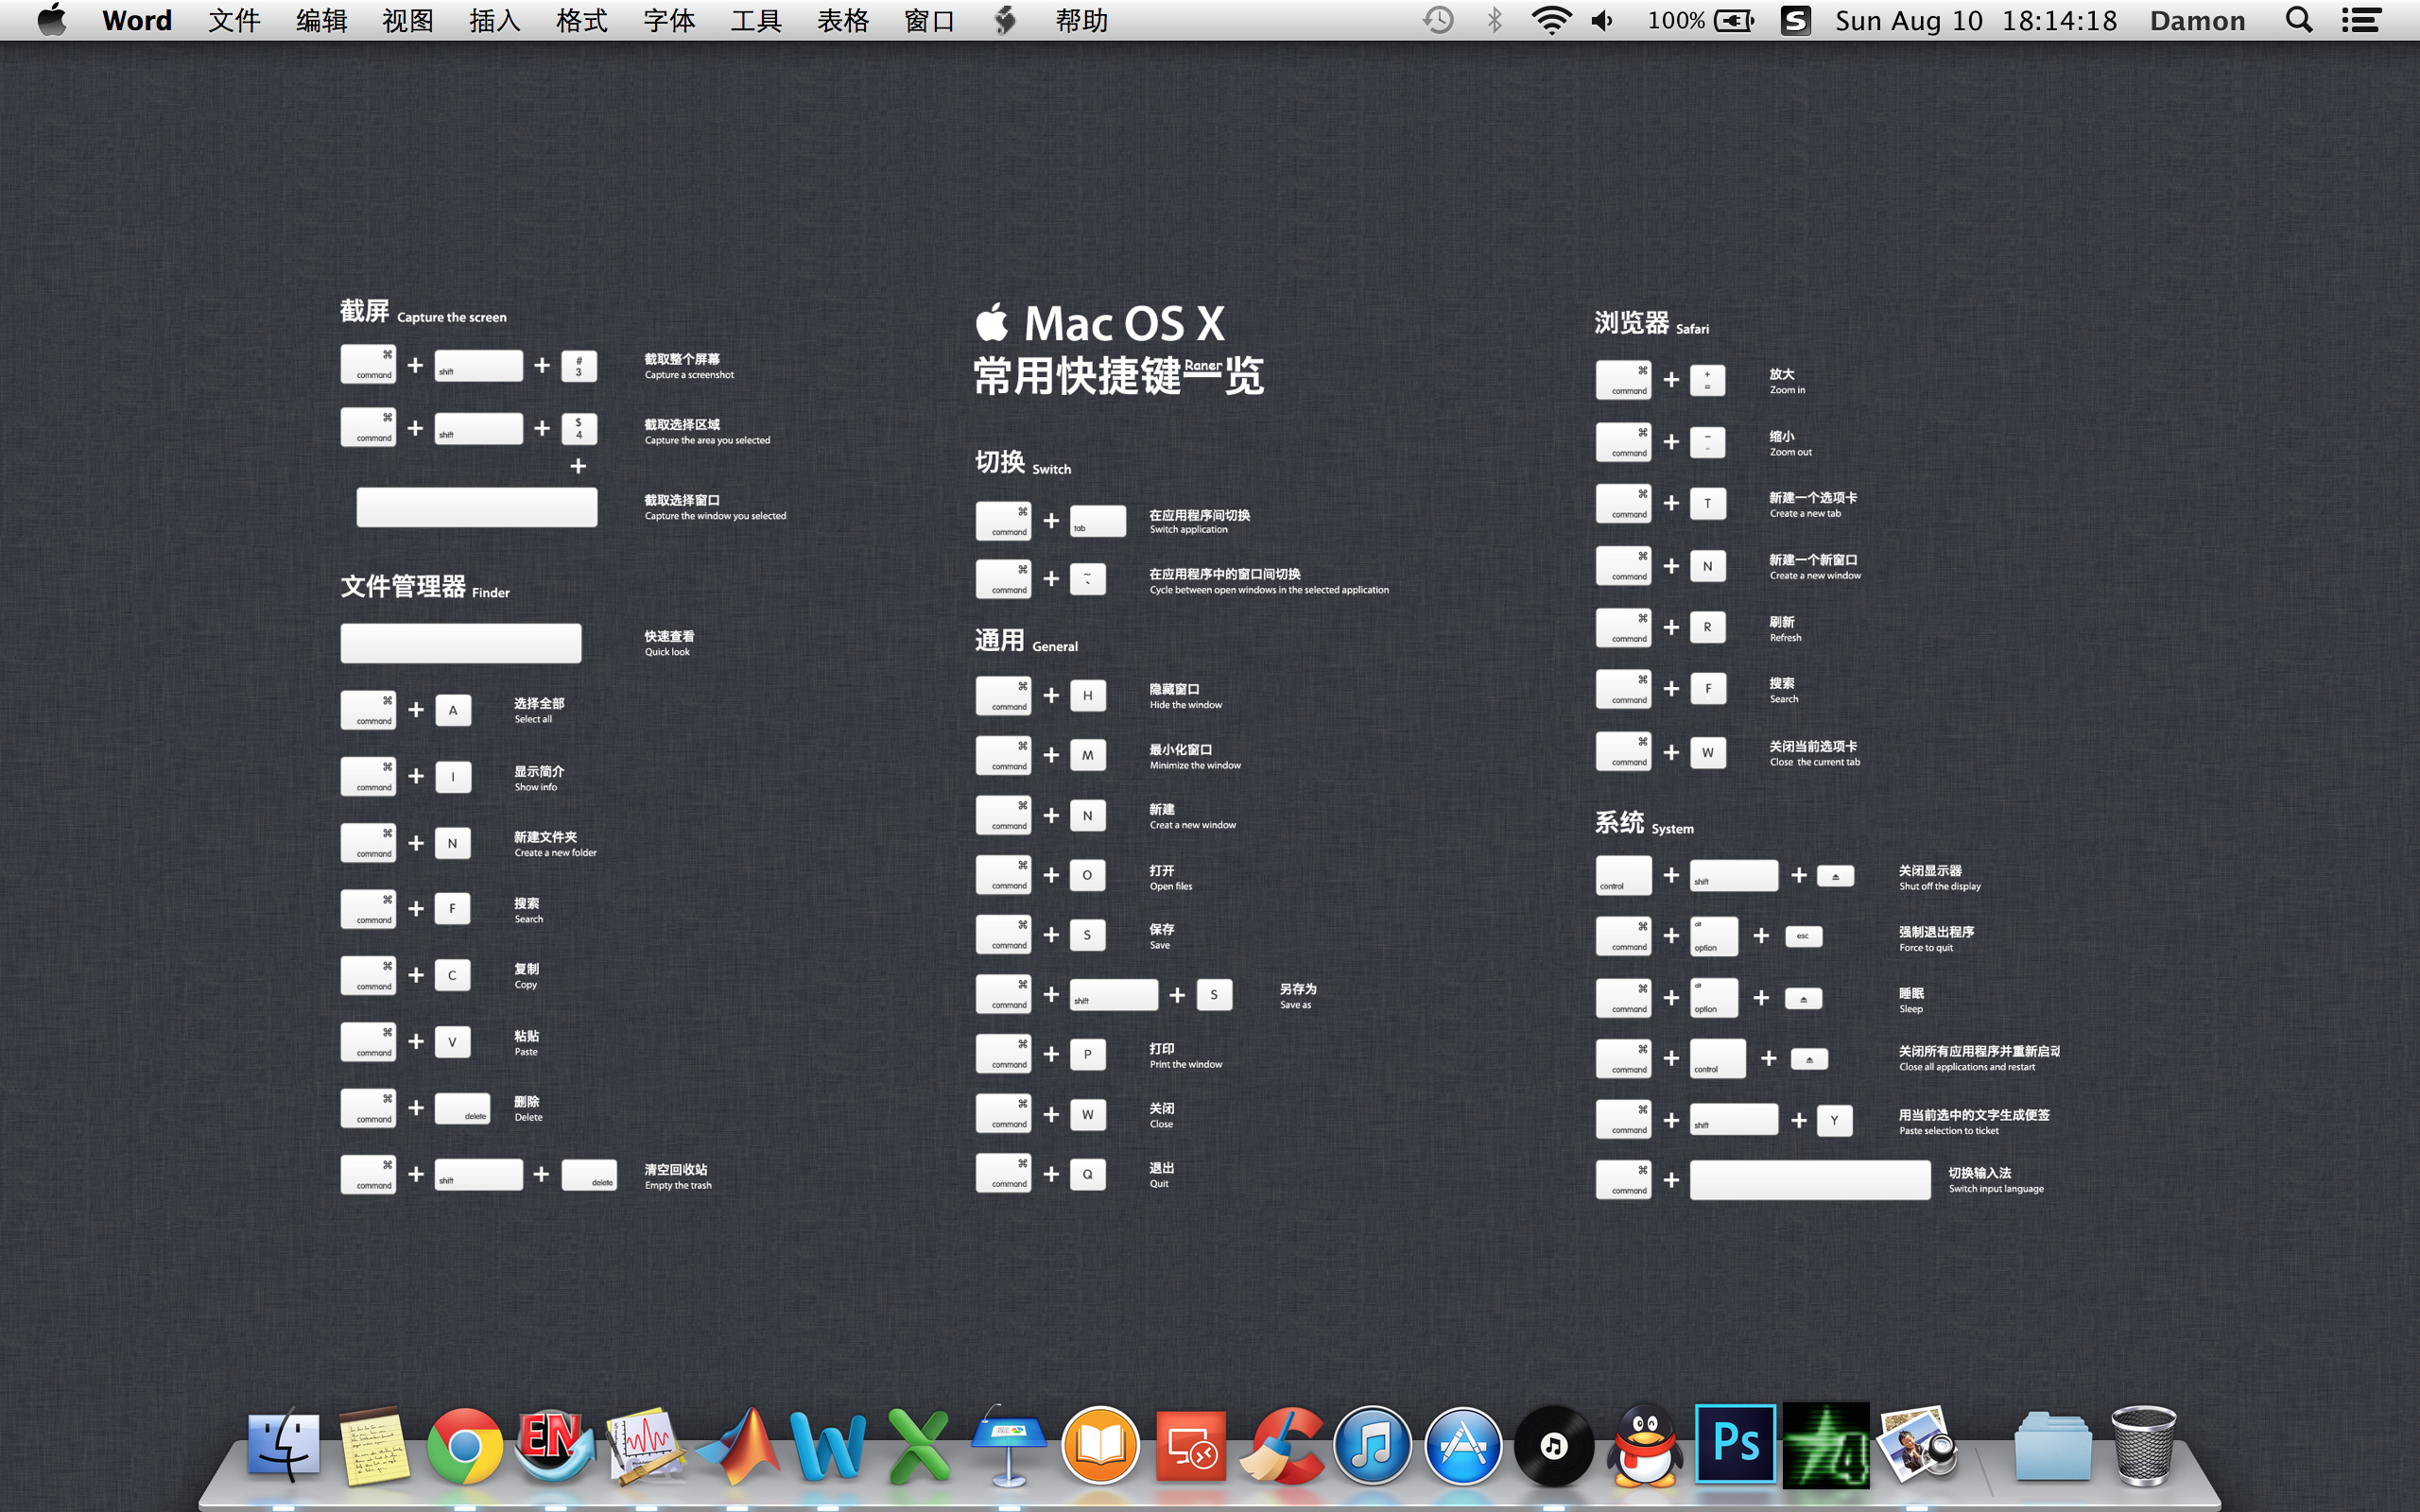 Word 文件 编辑 视图 插入 格式 字体 工具 表格 窗口 帮助 100% S Sun Aug 10 18:14:18 Damon
截屏 Capture the screen
⌘ command + shift + # 3 截取整个屏幕
Capture a screenshot
⌘ command + shift + $ 4 截取选择区域
Capture the area you selected
+
截取选择窗口
Capture the window you selected
文件管理器 Finder
快速查看
Quick look
⌘ command + A 选择全部
Select all
⌘ command + I 显示简介
Show info
⌘ command + N 新建文件夹
Create a new folder
⌘ command + F 搜索
Search
⌘ command + C 复制
Copy
⌘ command + V 粘贴
Paste
⌘ command + delete 删除
Delete
⌘ command + shift + delete 清空回收站
Empty the trash
Mac OS X
常用快捷键一览
Raner
切换 Switch
⌘ command + tab 在应用程序间切换
Switch application
⌘ command + ~ ` 在应用程序中的窗口间切换
Cycle between open windows in the selected application
通用 General
⌘ command + H 隐藏窗口
Hide the window
⌘ command + M 最小化窗口
Minimize the window
⌘ command + N 新建
Creat a new window
⌘ command + O 打开
Open files
⌘ command + S 保存
Save
⌘ command + shift + S 另存为
Save as
⌘ command + P 打印
Print the window
⌘ command + W 关闭
Close
⌘ command + Q 退出
Quit
浏览器 Safari
⌘ command + + = 放大
Zoom in
⌘ command + – - 缩小
Zoom out
⌘ command + T 新建一个选项卡
Create a new tab
⌘ command + N 新建一个新窗口
Create a new window
⌘ command + R 刷新
Refresh
⌘ command + F 搜索
Search
⌘ command + W 关闭当前选项卡
Close the current tab
系统 System
control + shift + ⏏ 关闭显示器
Shut off the display
⌘ command + alt option + esc 强制退出程序
Force to quit
⌘ command + alt option + ⏏ 睡眠
Sleep
⌘ command + control + ⏏ 关闭所有应用程序并重新启动
Close all applications and restart
⌘ command + shift + Y 用当前选中的文字生成便签
Paste selection to ticket
⌘ command + 切换输入法
Switch input language
EN Ps 4